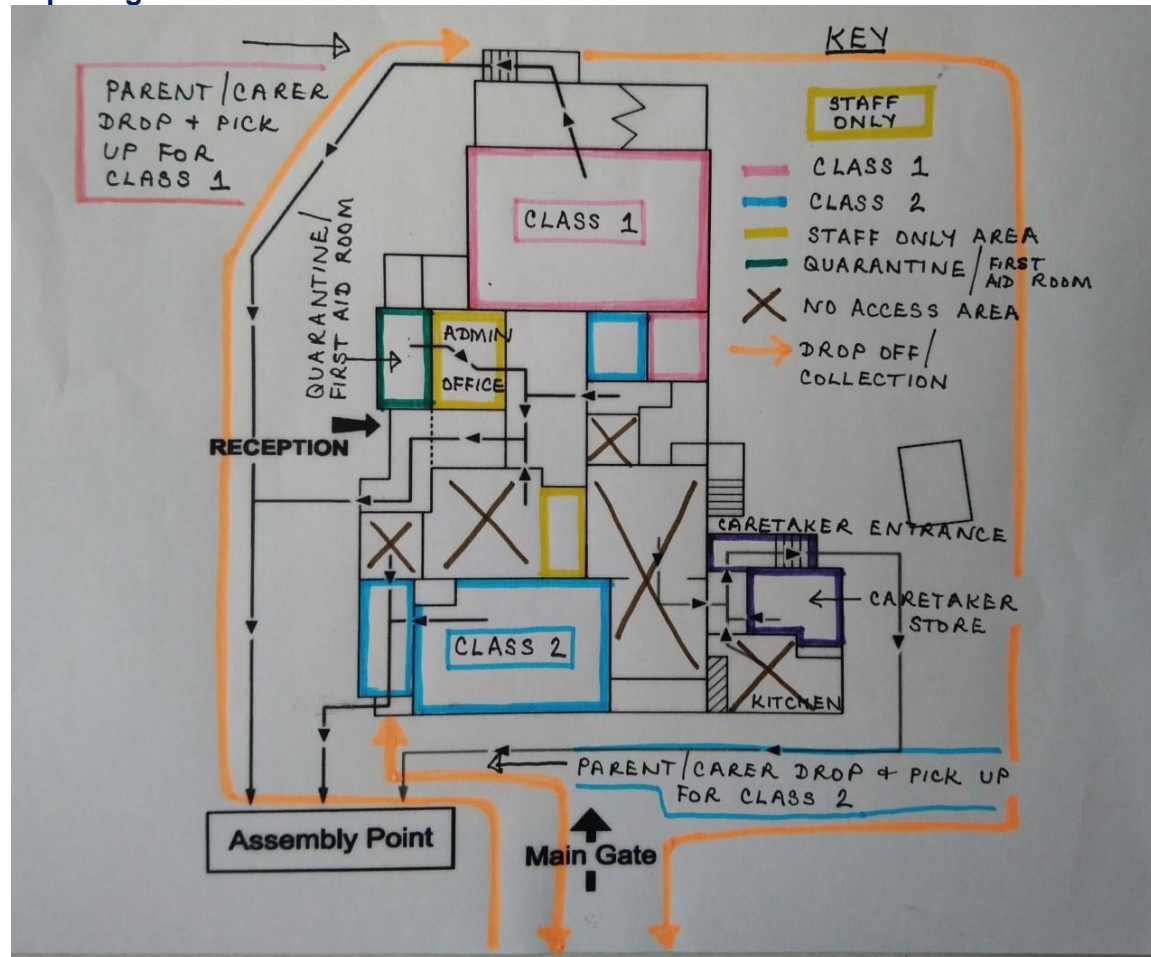 KEY
PARENT/CARER
DROP + PICK
UP FOR
CLASS 1
STAFF
ONLY
CLASS 1
CLASS 2
STAFF ONLY AREA
QUARANTINE/FIRST
AID ROOM
NO ACCESS AREA
DROP OFF/
COLLECTION
CLASS 1
QUARANTINE/
FIRST AID ROOM
ADMIN
OFFICE
RECEPTION
CARETAKER ENTRANCE
CARETAKER
STORE
CLASS 2
KITCHEN
PARENT/CARER DROP + PICK UP
FOR CLASS 2
Assembly Point
Main Gate